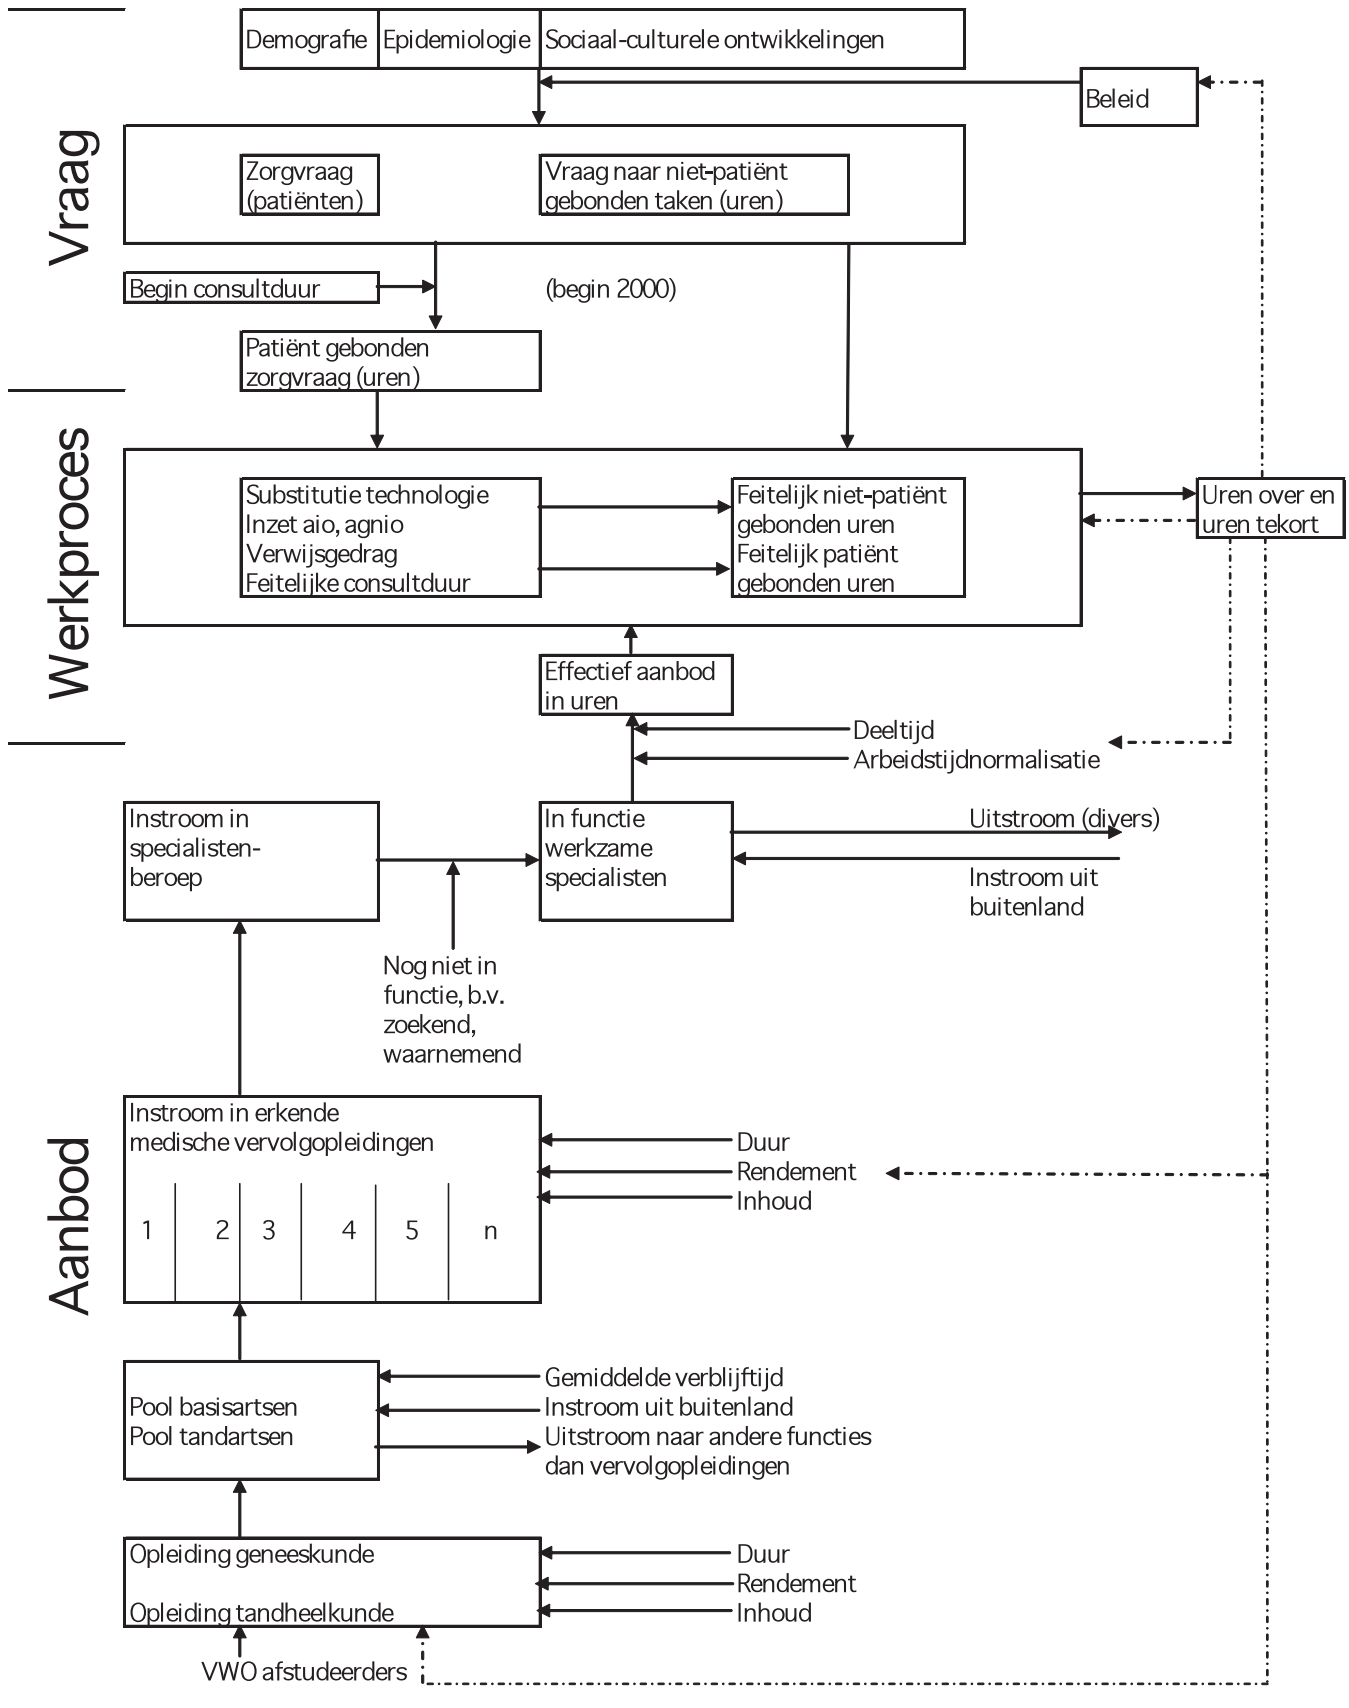 Demografie Epidemiologie Sociaal-culturele ontwikkelingen
Beleid
Vraag
Zorgvraag
(patiënten)
Vraag naar niet-patiënt
gebonden taken (uren)
Begin consultduur
(begin 2000)
Patiënt gebonden
zorgvraag (uren)
Werkproces
Substitutie technologie
Inzet aio, agnio
Verwijsgedrag
Feitelijke consultduur
Feitelijk niet-patiënt
gebonden uren
Feitelijk patiënt
gebonden uren
Uren over en
uren tekort
Effectief aanbod
in uren
Deeltijd
Arbeidstijdnormalisatie
Aanbod
Instroom in
specialisten-
beroep
In functie
werkzame
specialisten
Uitstroom (divers)
Instroom uit
buitenland
Nog niet in
functie, b.v.
zoekend,
waarnemend
Instroom in erkende
medische vervolgopleidingen
1 2 3 4 5 n
Duur
Rendement
Inhoud
Pool basisartsen
Pool tandartsen
Gemiddelde verblijftijd
Instroom uit buitenland
Uitstroom naar andere functies
dan vervolgopleidingen
Opleiding geneeskunde
Opleiding tandheelkunde
Duur
Rendement
Inhoud
VWO afstudeerders